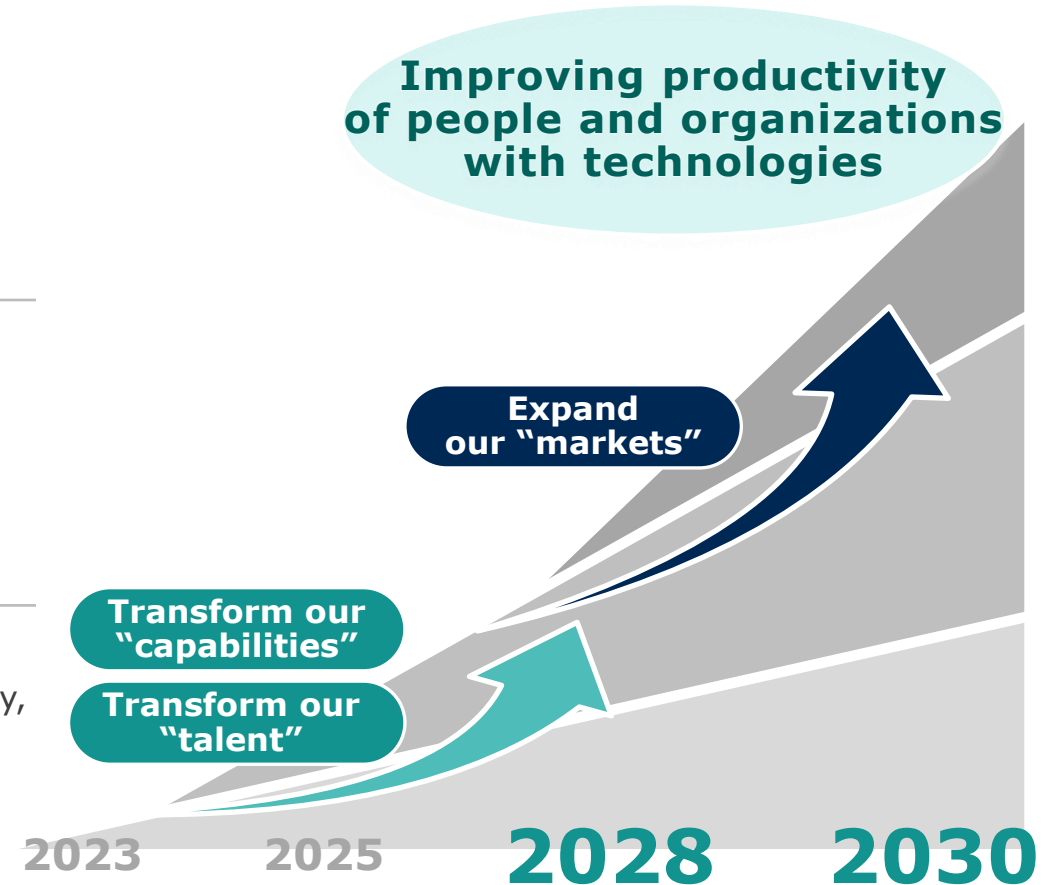 Improving productivity
of people and organizations
with technologies
Expand
our “markets”
Transform our
“capabilities”
Transform our
“talent”
y,
2023
2025
2028
2030